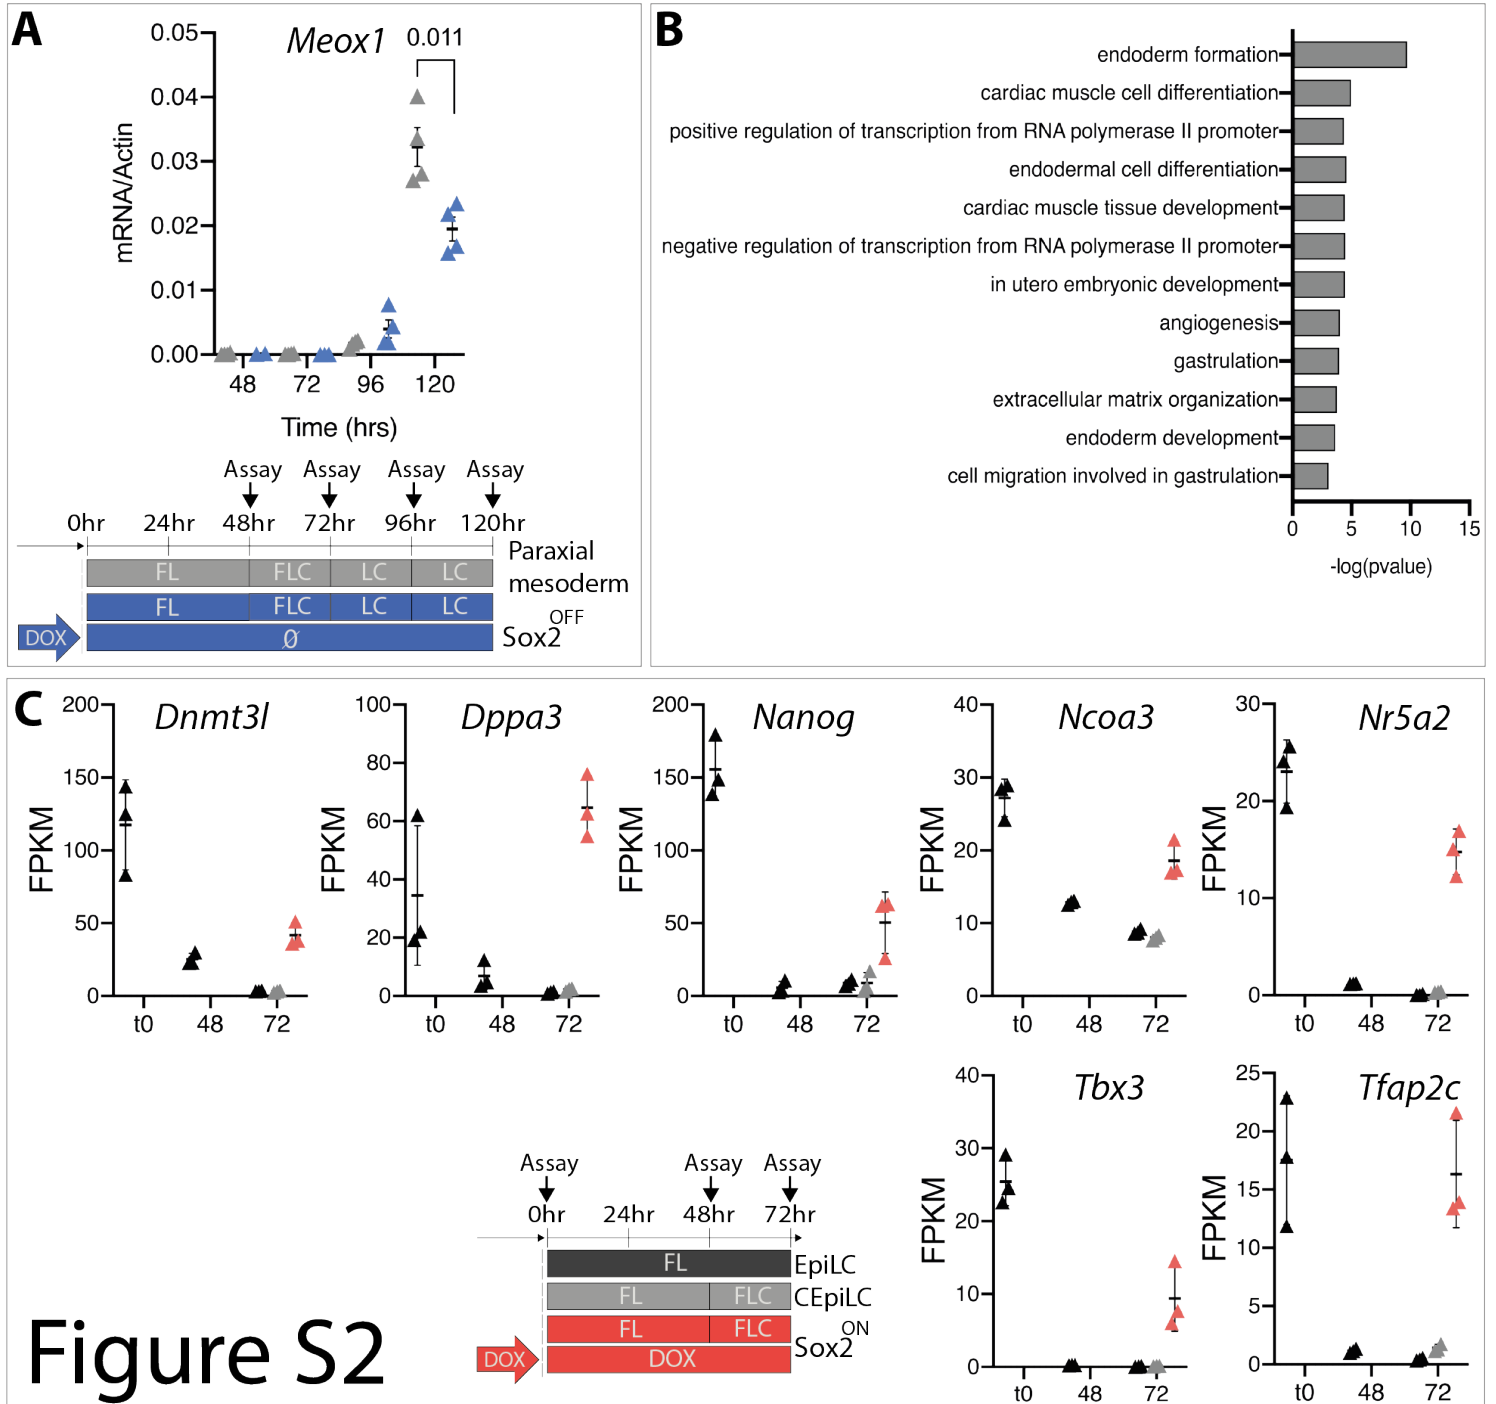 A
Meox1
0.011
mRNA/Actin
0.05
0.04
0.03
0.02
0.01
0.00
48 72 96 120
Time (hrs)
Assay Assay Assay Assay
0hr 24hr 48hr 72hr 96hr 120hr
FL FLC LC LC
Paraxial
mesoderm
FL FLC LC LC
DOX
Ø
Sox2 OFF
B
endoderm formation
cardiac muscle cell differentiation
positive regulation of transcription from RNA polymerase II promoter
endodermal cell differentiation
cardiac muscle tissue development
negative regulation of transcription from RNA polymerase II promoter
in utero embryonic development
angiogenesis
gastrulation
extracellular matrix organization
endoderm development
cell migration involved in gastrulation
0 5 10 15
-log(pvalue)
C
Dnmt3l
FPKM
200
150
100
50
0
t0 48 72
Dppa3
FPKM
100
80
60
40
20
0
t0 48 72
Nanog
FPKM
200
150
100
50
0
t0 48 72
Ncoa3
FPKM
40
30
20
10
0
t0 48 72
Nr5a2
FPKM
30
20
10
0
t0 48 72
Tbx3
FPKM
40
30
20
10
0
t0 48 72
Tfap2c
FPKM
25
20
15
10
5
0
t0 48 72
Assay Assay Assay
0hr 24hr 48hr 72hr
FL EpiLC
FL FLC CEpiLC
FL FLC
DOX DOX
Sox2 ON
Figure S2